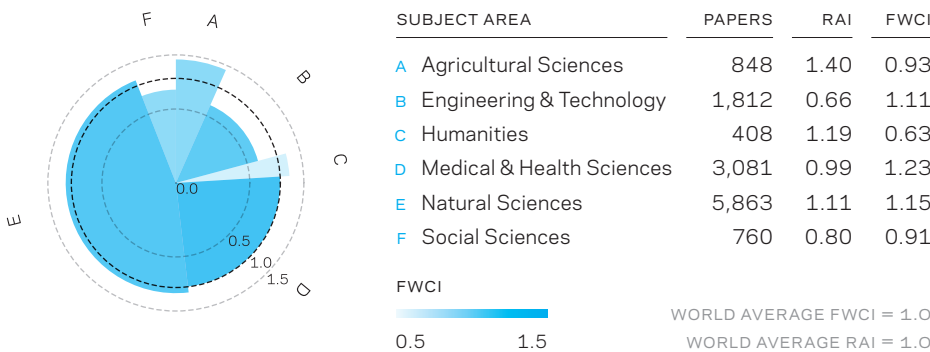 F
A
B
C
D
E
0.0
0.5
1.0
1.5
SUBJECT AREA PAPERS RAI FWCI
A Agricultural Sciences 848 1.40 0.93
B Engineering & Technology 1,812 0.66 1.11
C Humanities 408 1.19 0.63
D Medical & Health Sciences 3,081 0.99 1.23
E Natural Sciences 5,863 1.11 1.15
F Social Sciences 760 0.80 0.91
FWCI
0.5 1.5
WORLD AVERAGE FWCI = 1.0
WORLD AVERAGE RAI = 1.0